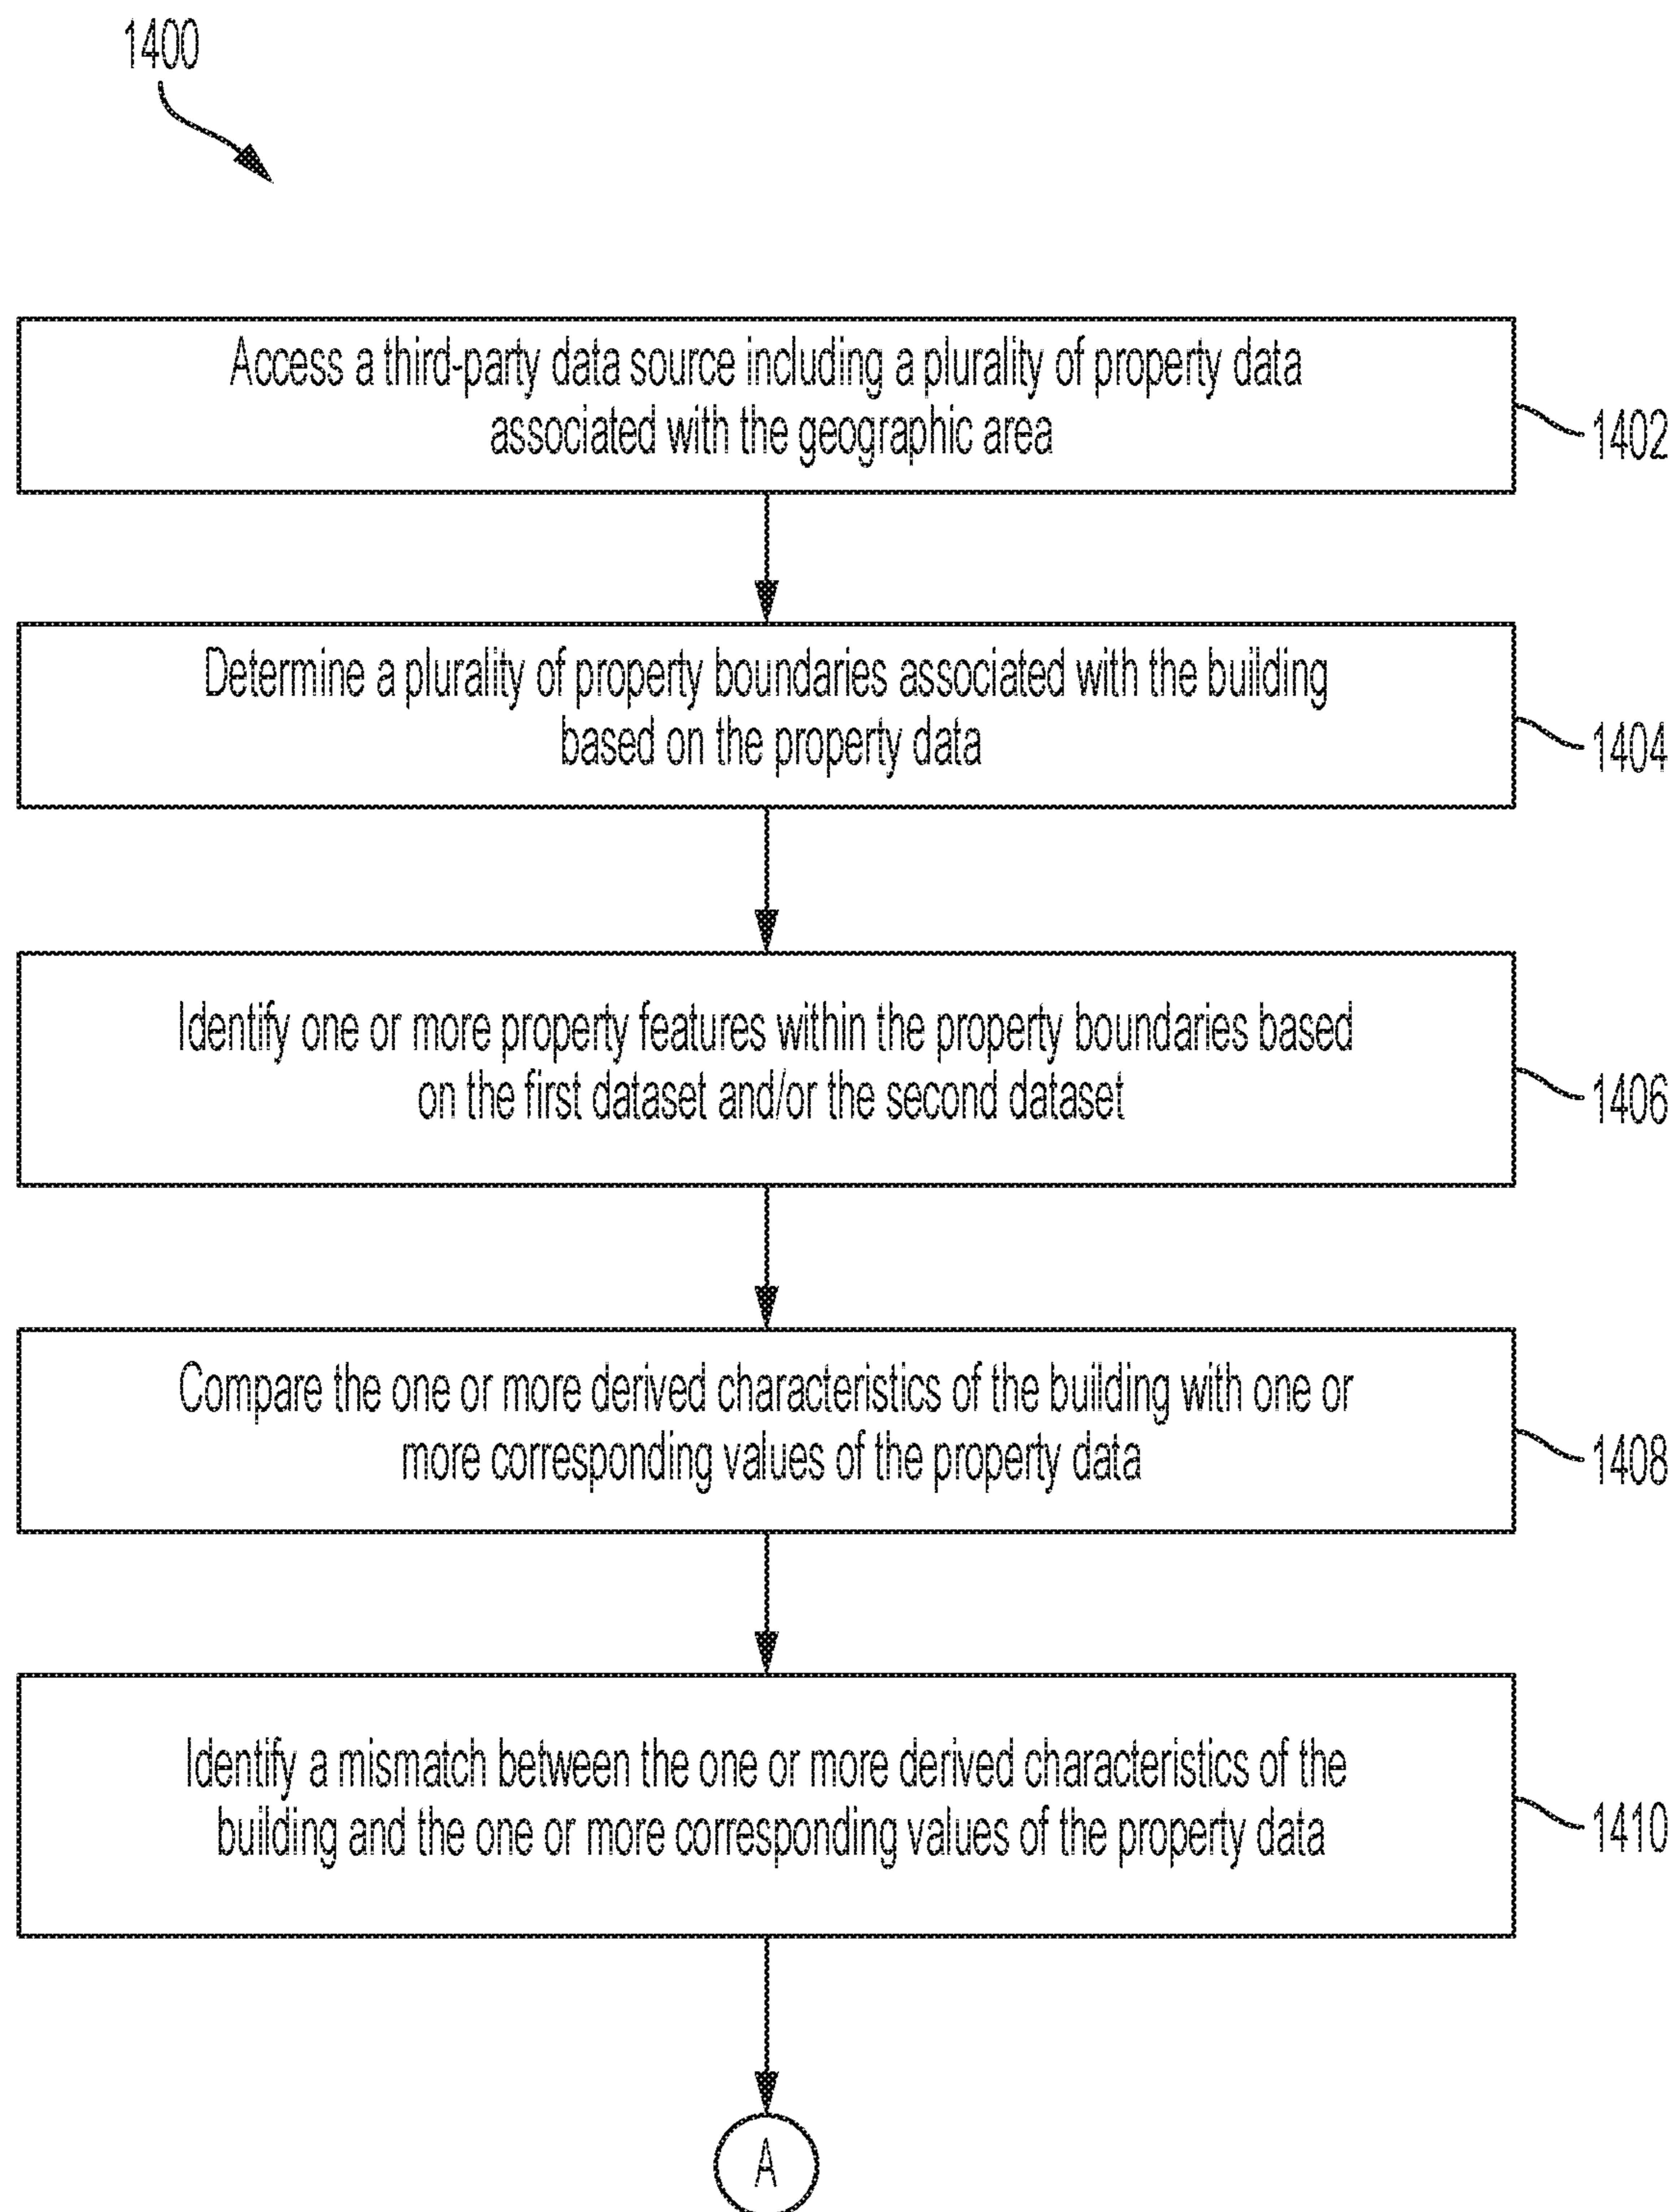 1400
Access a third-party data source including a plurality of property data
associated with the geographic area
1402
Determine a plurality of property boundaries associated with the building
based on the property data
1404
Identify one or more property features within the property boundaries based
on the first dataset and/or the second dataset
1406
Compare the one or more derived characteristics of the building with one or
more corresponding values of the property data
1408
Identify a mismatch between the one or more derived characteristics of the
building and the one or more corresponding values of the property data
1410
A